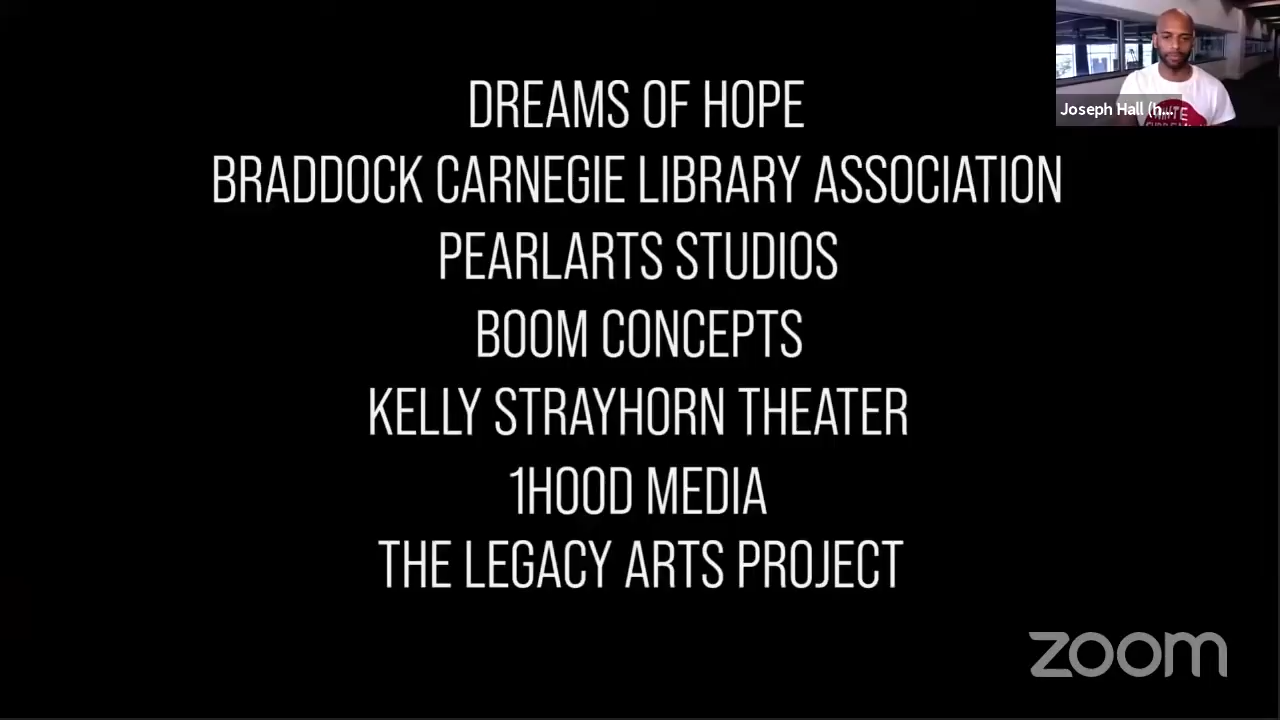 DREAMS OF HOPE
BRADDOCK CARNEGIE LIBRARY ASSOCIATION
PEARLARTS STUDIOS
BOOM CONCEPTS
KELLY STRAYHORN THEATER
1HOOD MEDIA
THE LEGACY ARTS PROJECT
Joseph Hall (h...
WHITE
zoom